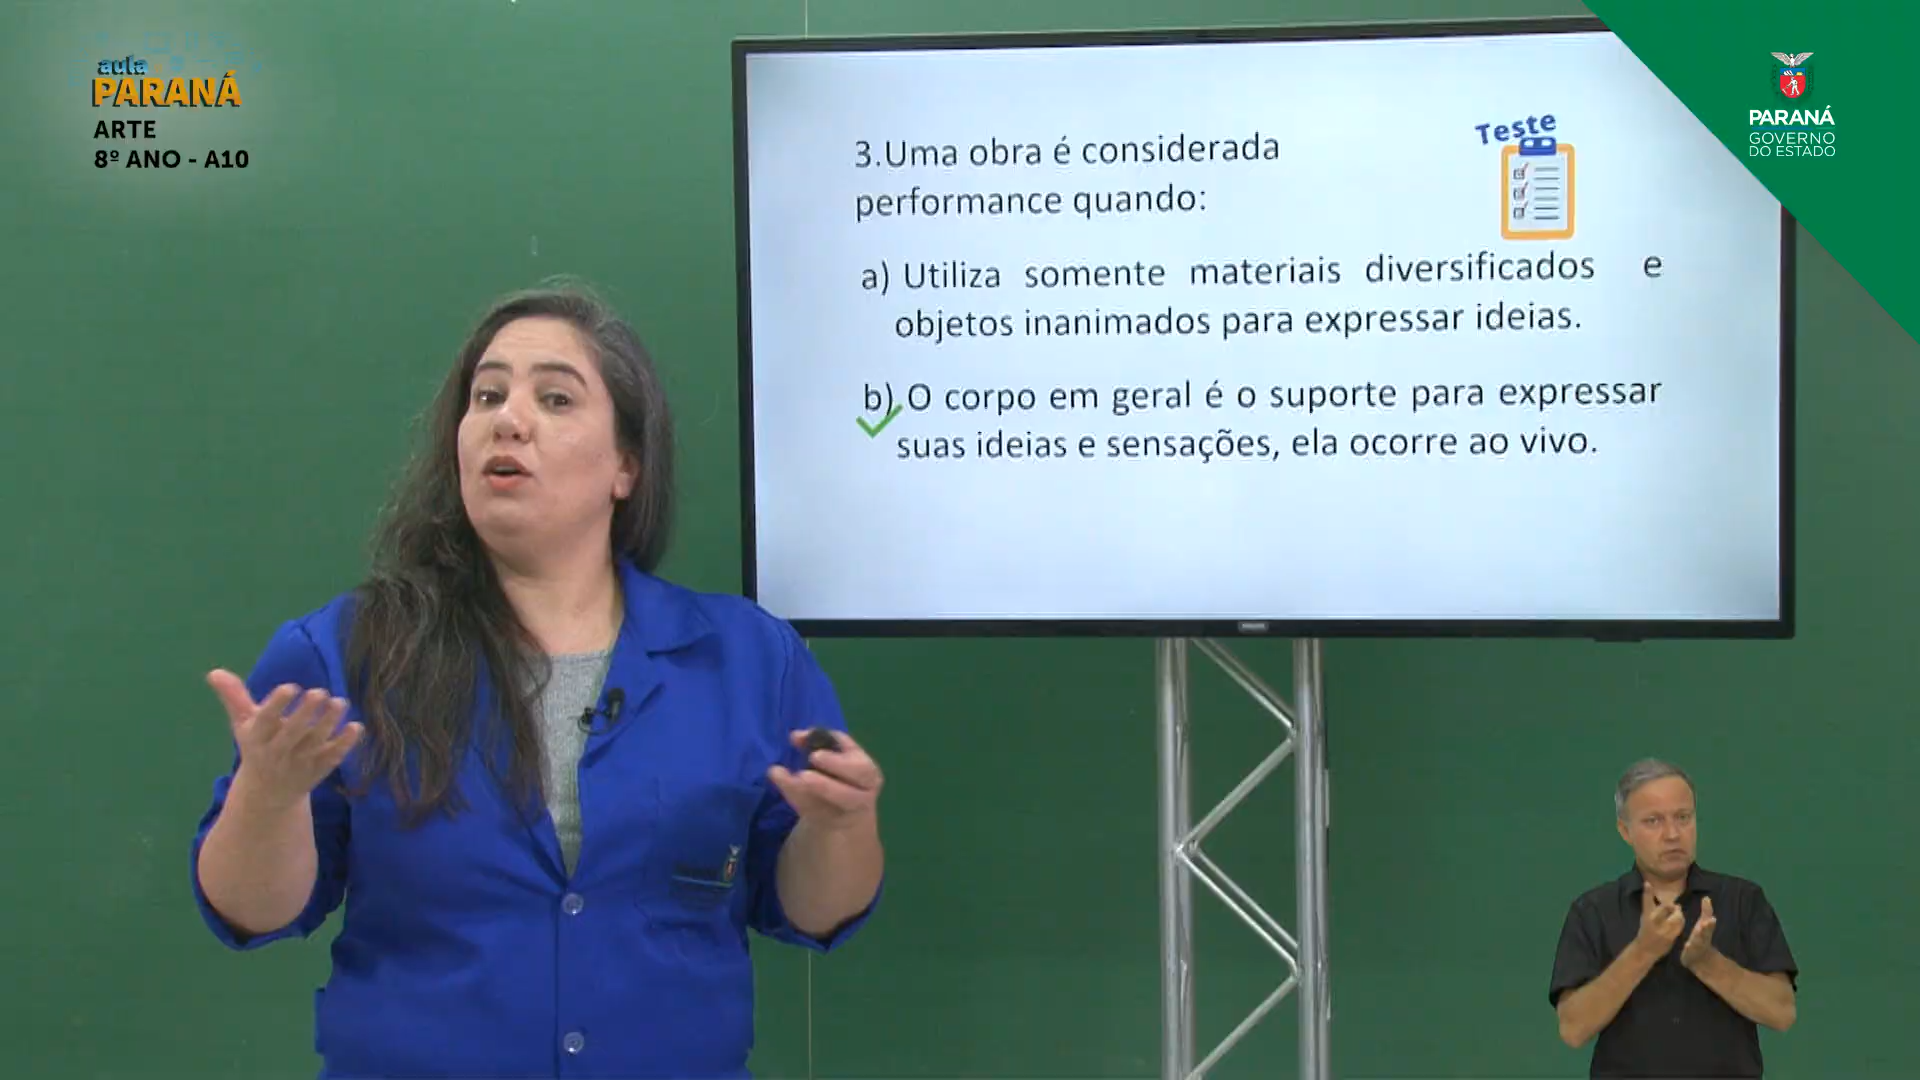 aula
PARANÁ
ARTE
8º ANO - A10
3.Uma obra é considerada
performance quando:
Teste
a) Utiliza somente materiais diversificados e
objetos inanimados para expressar ideias.
b) O corpo em geral é o suporte para expressar
suas ideias e sensações, ela ocorre ao vivo.
PARANÁ
GOVERNO
DO ESTADO